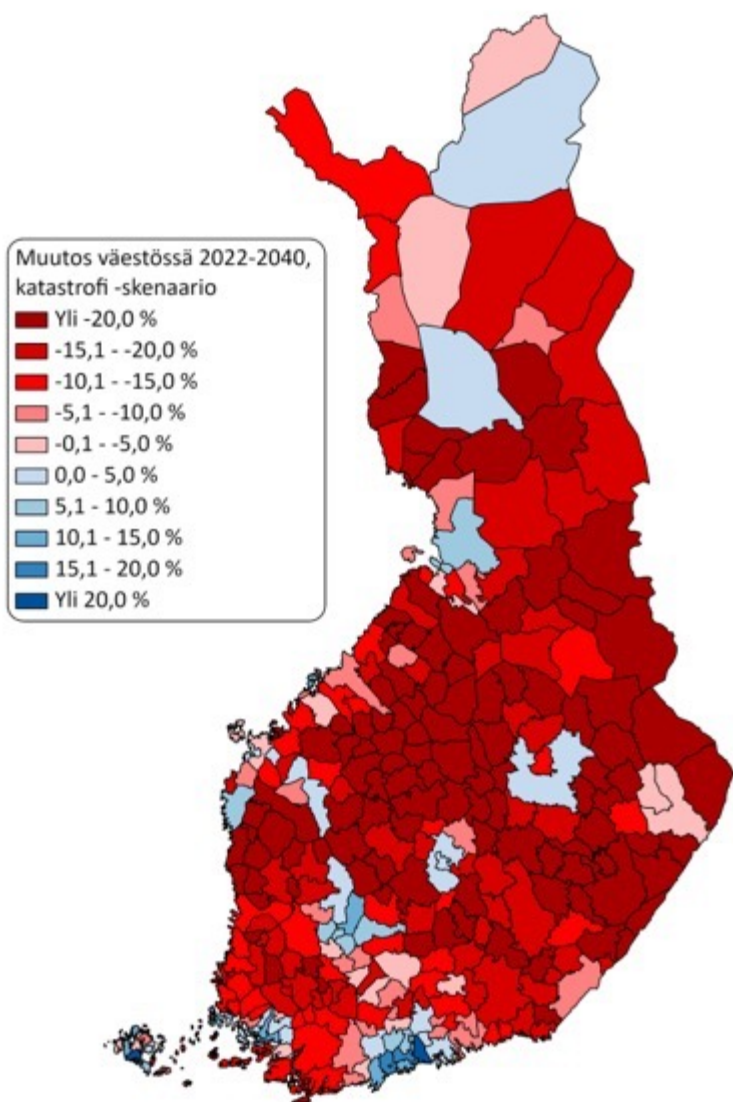 Muutos väestössä 2022-2040,
katastrofi -skenaario
Yli -20,0 %
-15,1 - -20,0 %
-10,1 - -15,0 %
-5,1 - -10,0 %
-0,1 - -5,0 %
0,0 - 5,0 %
5,1 - 10,0 %
10,1 - 15,0 %
15,1 - 20,0 %
Yli 20,0 %